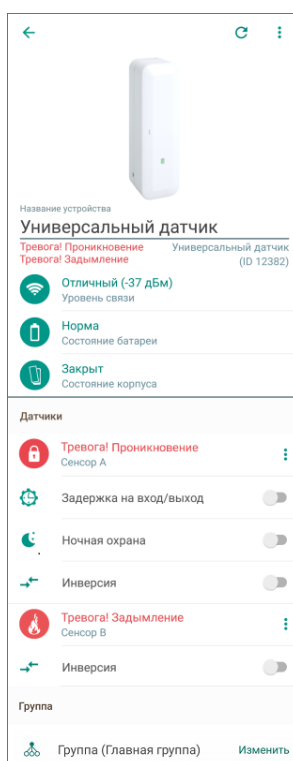 Название устройства
Универсальный датчик
Тревога! Проникновение Универсальный датчик
Тревога! Задымление (ID 12382)
Отличный (-37 дБм)
Уровень связи
Норма
Состояние батареи
Закрыт
Состояние корпуса
Датчики
Тревога! Проникновение
Сенсор A
Задержка на вход/выход
Ночная охрана
Инверсия
Тревога! Задымление
Сенсор B
Инверсия
Группа
Группа (Главная группа) Изменить